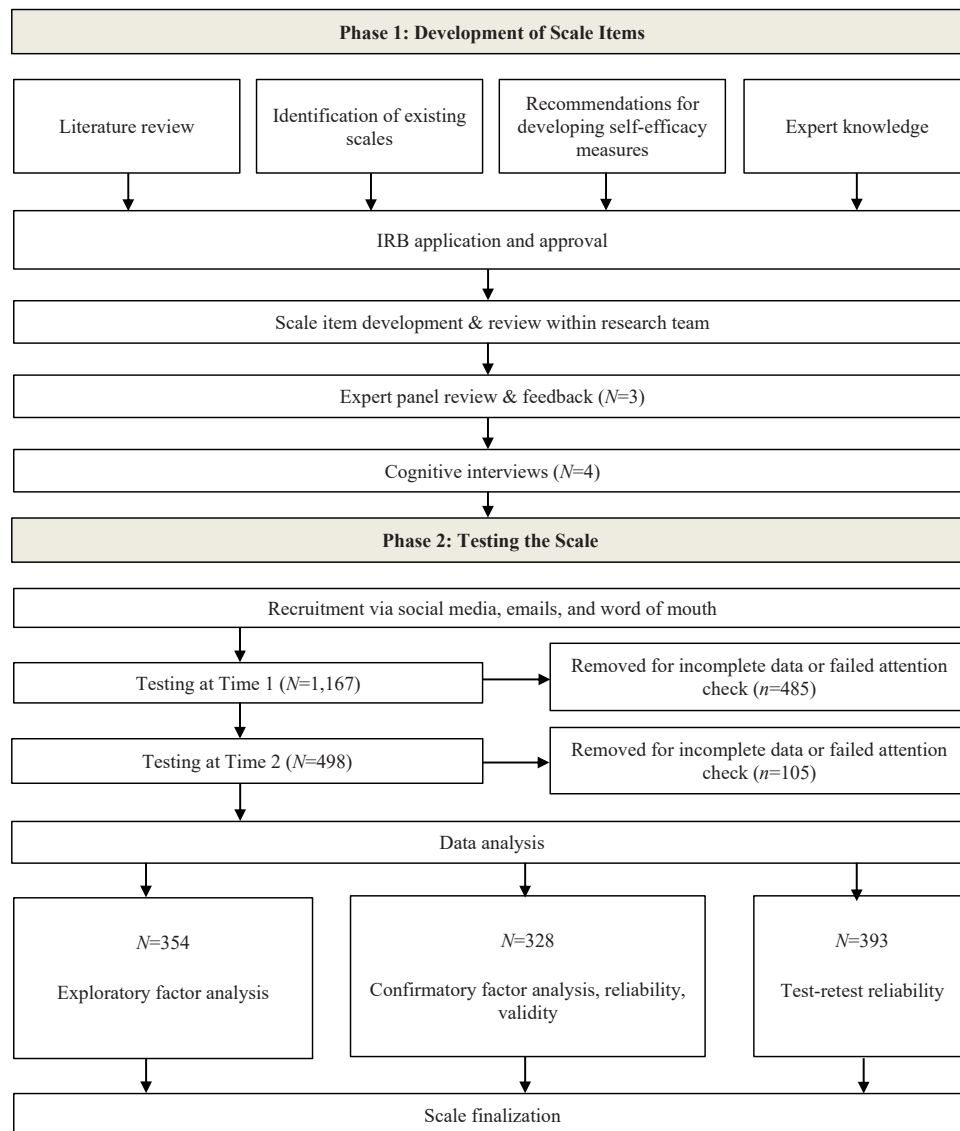 Phase 1: Development of Scale Items
Literature review
Identification of existing
scales
Recommendations for
developing self-efficacy
measures
Expert knowledge
IRB application and approval
Scale item development & review within research team
Expert panel review & feedback (N=3)
Cognitive interviews (N=4)
Phase 2: Testing the Scale
Recruitment via social media, emails, and word of mouth
Testing at Time 1 (N=1,167)
Removed for incomplete data or failed attention
check (n=485)
Testing at Time 2 (N=498)
Removed for incomplete data or failed attention
check (n=105)
Data analysis
N=354
Exploratory factor analysis
N=328
Confirmatory factor analysis, reliability,
validity
N=393
Test-retest reliability
Scale finalization